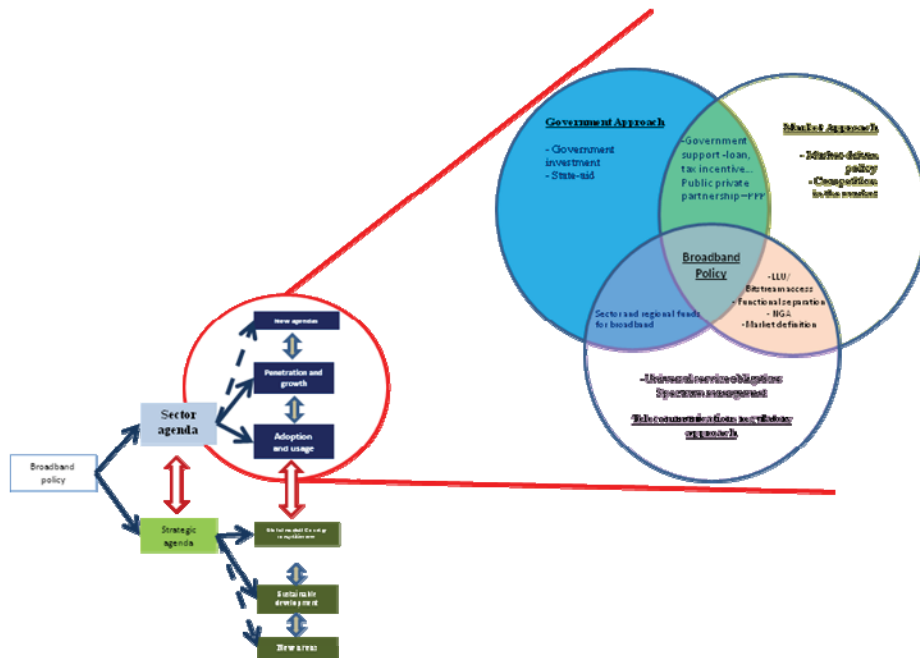 Government Approach
- Government
investment
- State-aid
-Government
support -loan,
tax incentive...
Public private
partnership –PPP
Market Approach
- Market-driven
policy
- Competition
in the market
Broadband
Policy
Sector and regional funds
for broadband
- LLU/
Bitstream access
- Functional separation
- NGA
- Market definition
- Universal service obligation
Spectrum management
Telecommunication regulatory
approach
New agendas
Penetration and
growth
Sector
agenda
Adoption
and usage
Broadband
policy
Strategic
agenda
Sustainable
development
New areas